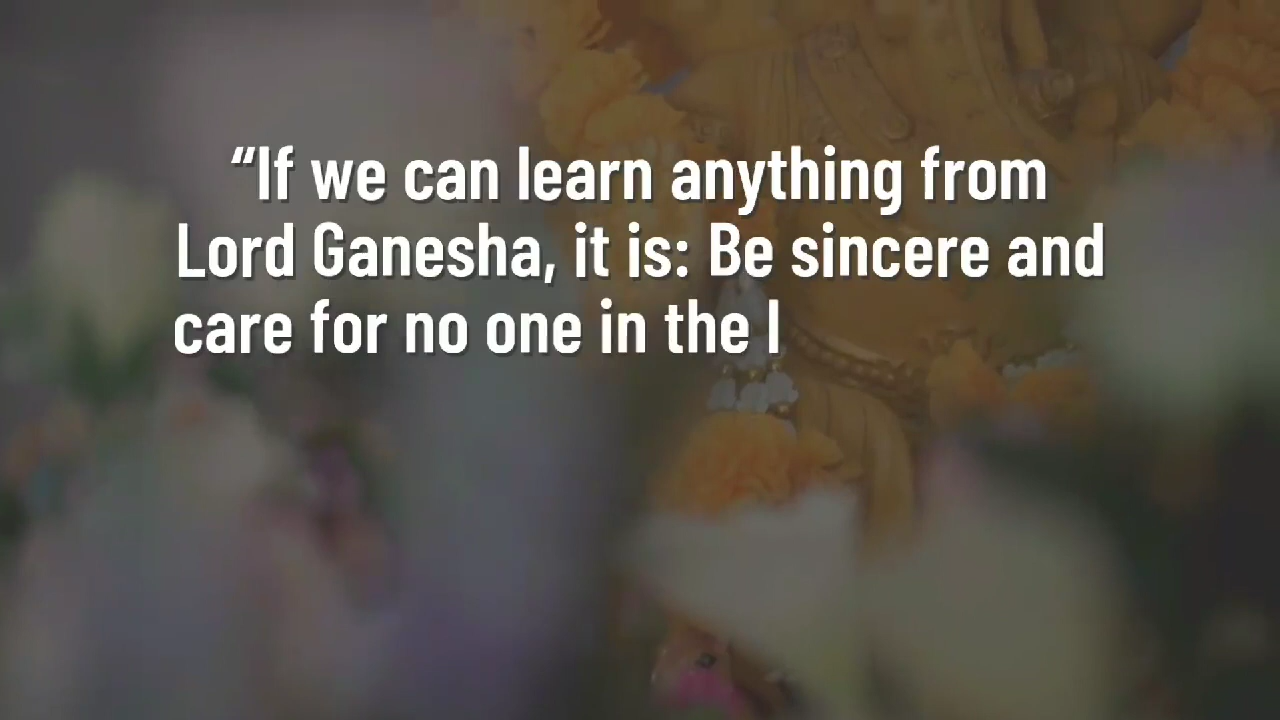 “If we can learn anything from
Lord Ganesha, it is: Be sincere and
care for no one in the l